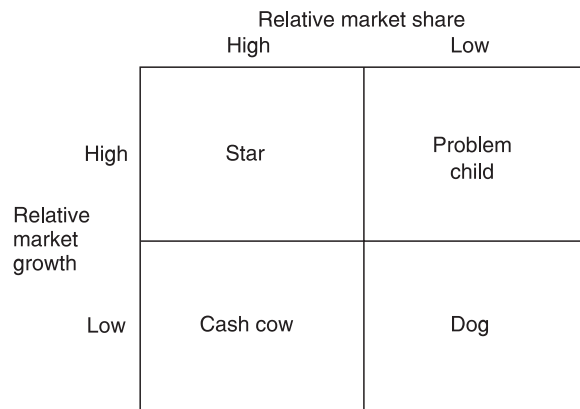 Relative market share
High Low
High Star Problem
child
Relative
market
growth
Low Cash cow Dog